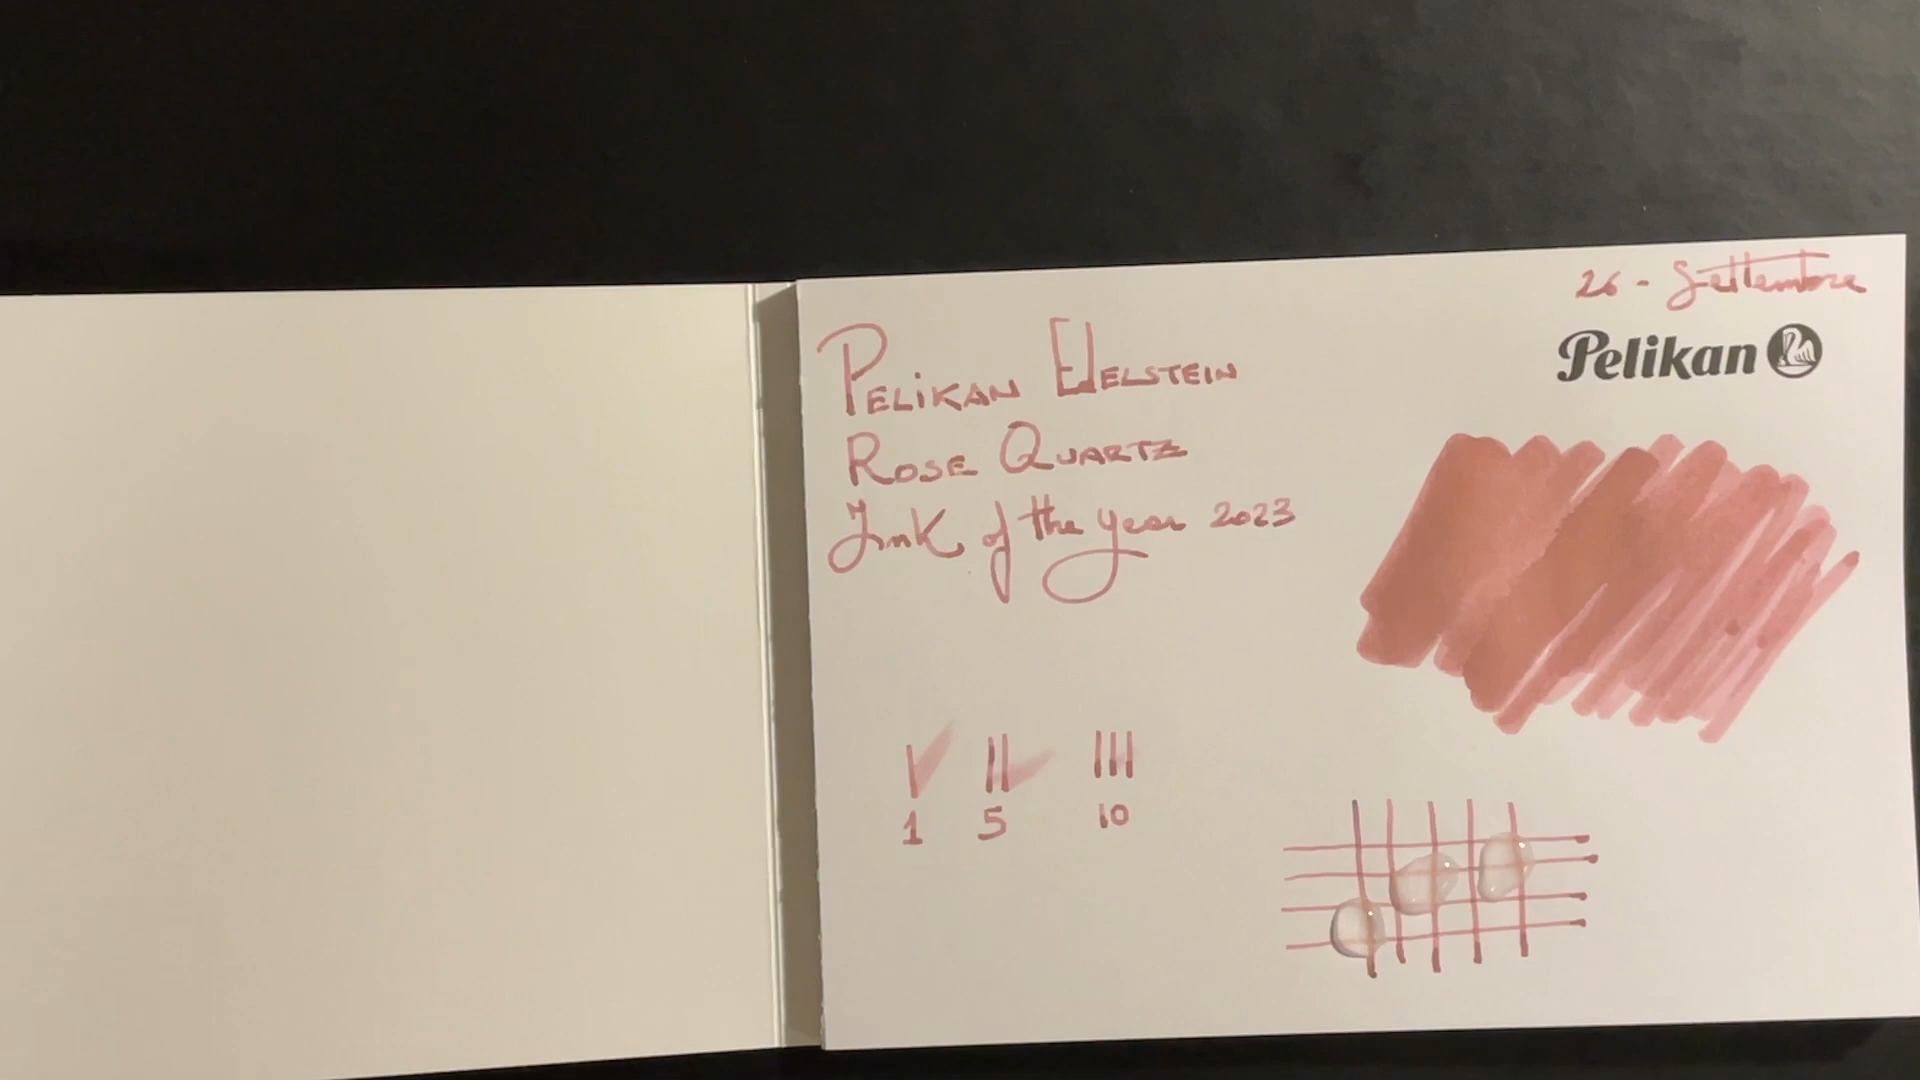 26 - Settembre
Pelikan
PELiKAN EdELSTEIN
ROSE QUARTZ
Ink of the year 2023
1 5 10